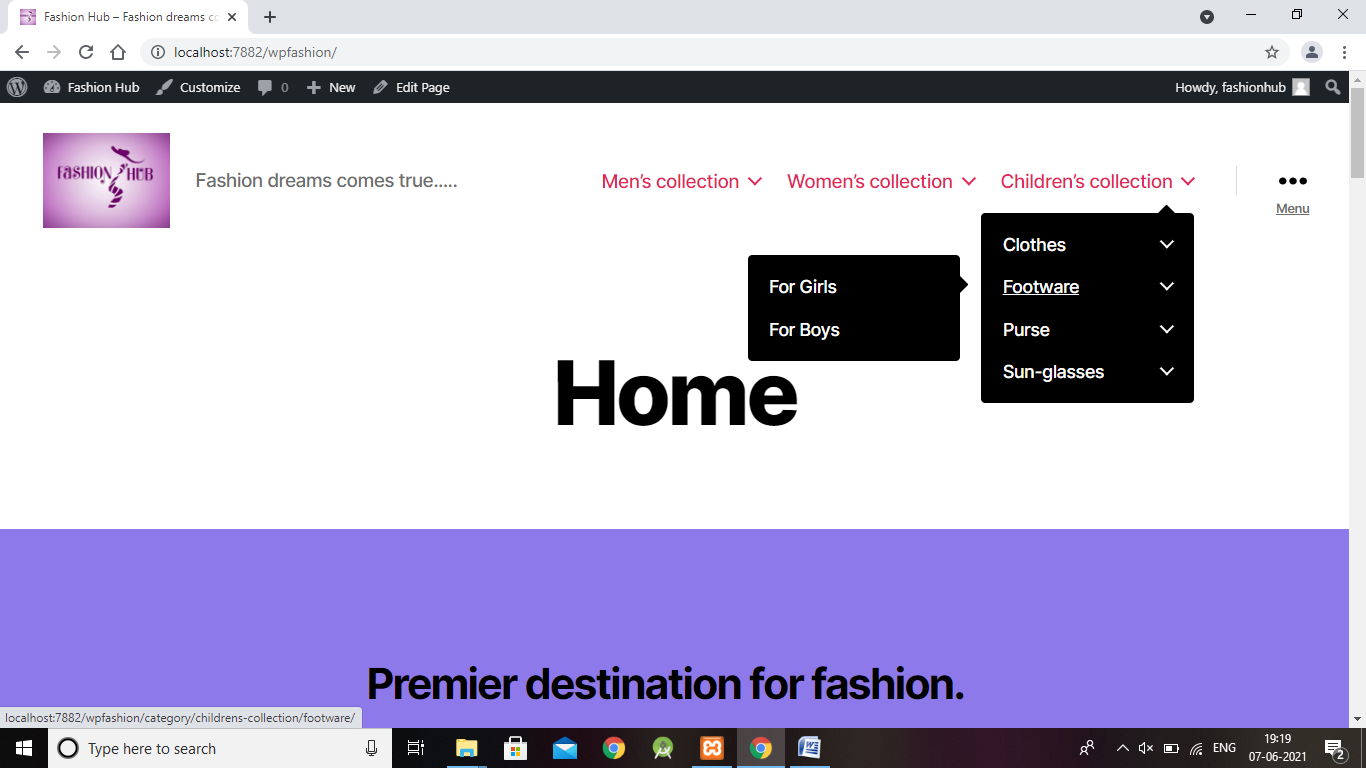 Fashion Hub – Fashion dreams co
localhost:7882/wpfashion/
Fashion Hub Customize 0 New Edit Page Howdy, fashionhub
FASHION HUB
Fashion dreams comes true.....
Men’s collection Women’s collection Children’s collection
Menu
Clothes
Footware
Purse
Sun-glasses
For Girls
For Boys
Home
Premier destination for fashion.
localhost:7882/wpfashion/category/childrens-collection/footware/
Type here to search
ENG
19:19
07-06-2021
2